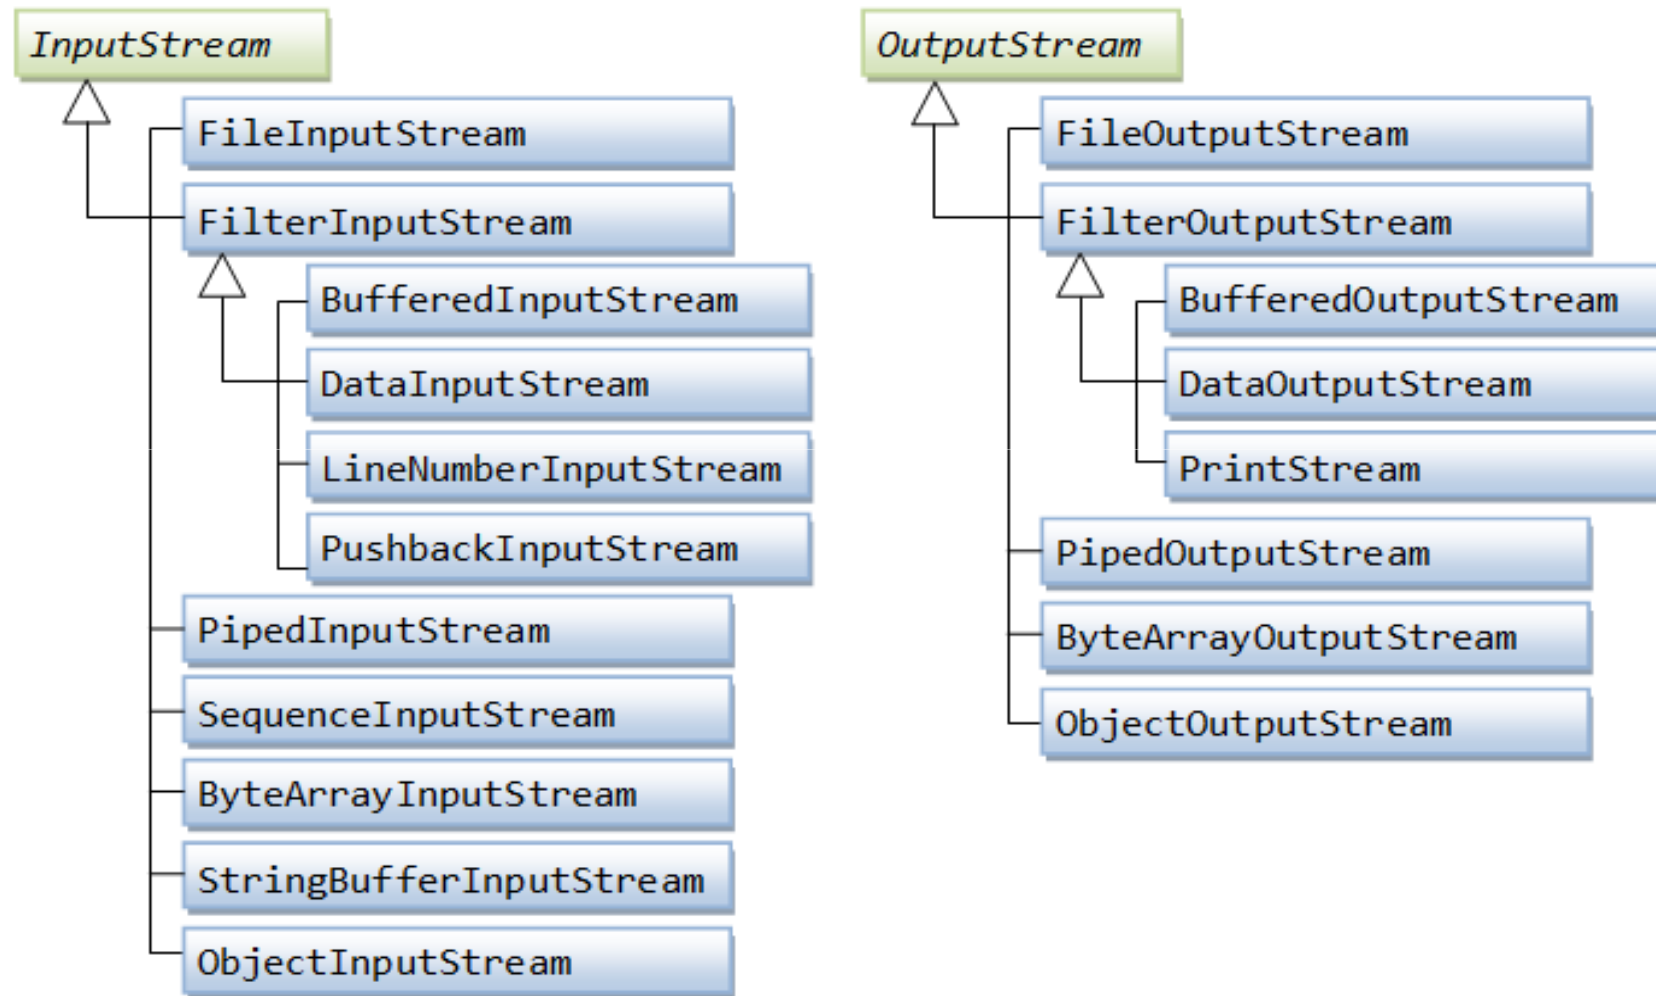 InputStream
FileInputStream
FilterInputStream
BufferedInputStream
DataInputStream
LineNumberInputStream
PushbackInputStream
PipedInputStream
SequenceInputStream
ByteArrayInputStream
StringBufferInputStream
ObjectInputStream
OutputStream
FileOutputStream
FilterOutputStream
BufferedOutputStream
DataOutputStream
PrintStream
PipedOutputStream
ByteArrayOutputStream
ObjectOutputStream